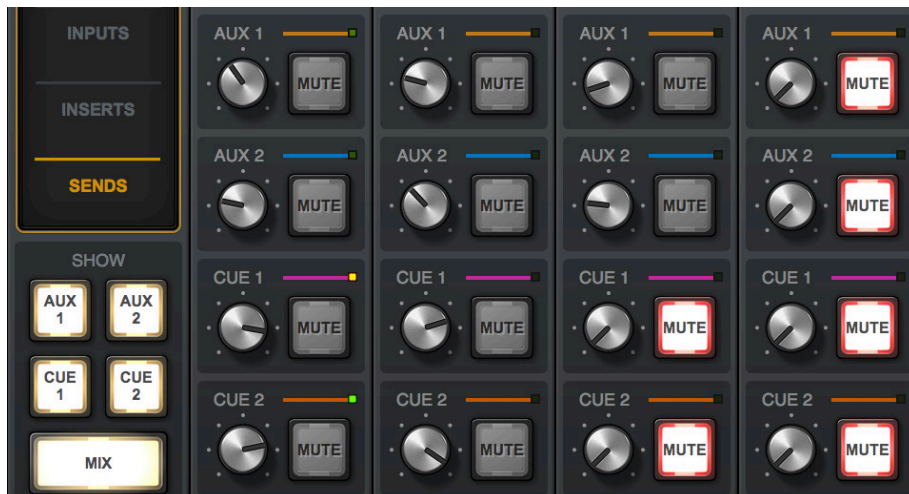 INPUTS
INSERTS
SENDS
SHOW
AUX 1
AUX 2
CUE 1
CUE 2
MIX
AUX 1 AUX 1 AUX 1 AUX 1
MUTE MUTE MUTE MUTE
AUX 2 AUX 2 AUX 2 AUX 2
MUTE MUTE MUTE MUTE
CUE 1 CUE 1 CUE 1 CUE 1
MUTE MUTE MUTE MUTE
CUE 2 CUE 2 CUE 2 CUE 2
MUTE MUTE MUTE MUTE